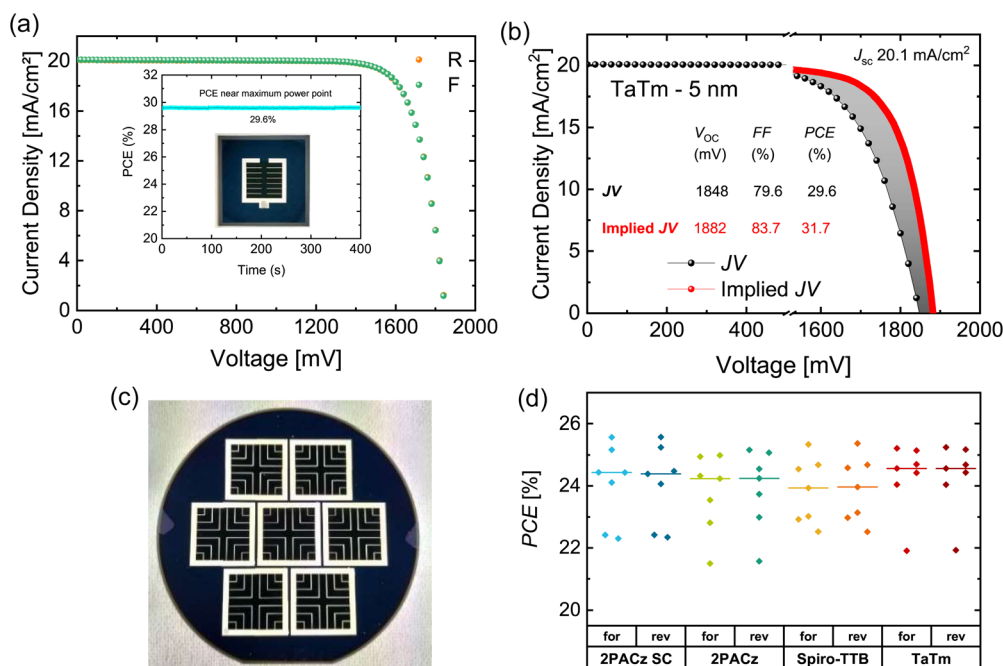 (a)
Current Density [mA/cm²]
20
15
10
5
0
0
400
800
1200
1600
2000
Voltage [mV]
R
F
PCE (%)
32
30
28
26
24
22
20
PCE near maximum power point
29.6%
0
100
200
300
400
Time (s)
(b)
Current Density [mA/cm²]
20
15
10
5
0
0
200
400
1600
1800
2000
Voltage [mV]
Jsc 20.1 mA/cm²
TaTm - 5 nm
VOC FF PCE
(mV) (%) (%)
JV 1848 79.6 29.6
Implied JV 1882 83.7 31.7
JV
Implied JV
(c)
(d)
PCE [%]
26
24
22
20
for rev for rev for rev for rev
2PACz SC 2PACz Spiro-TTB TaTm